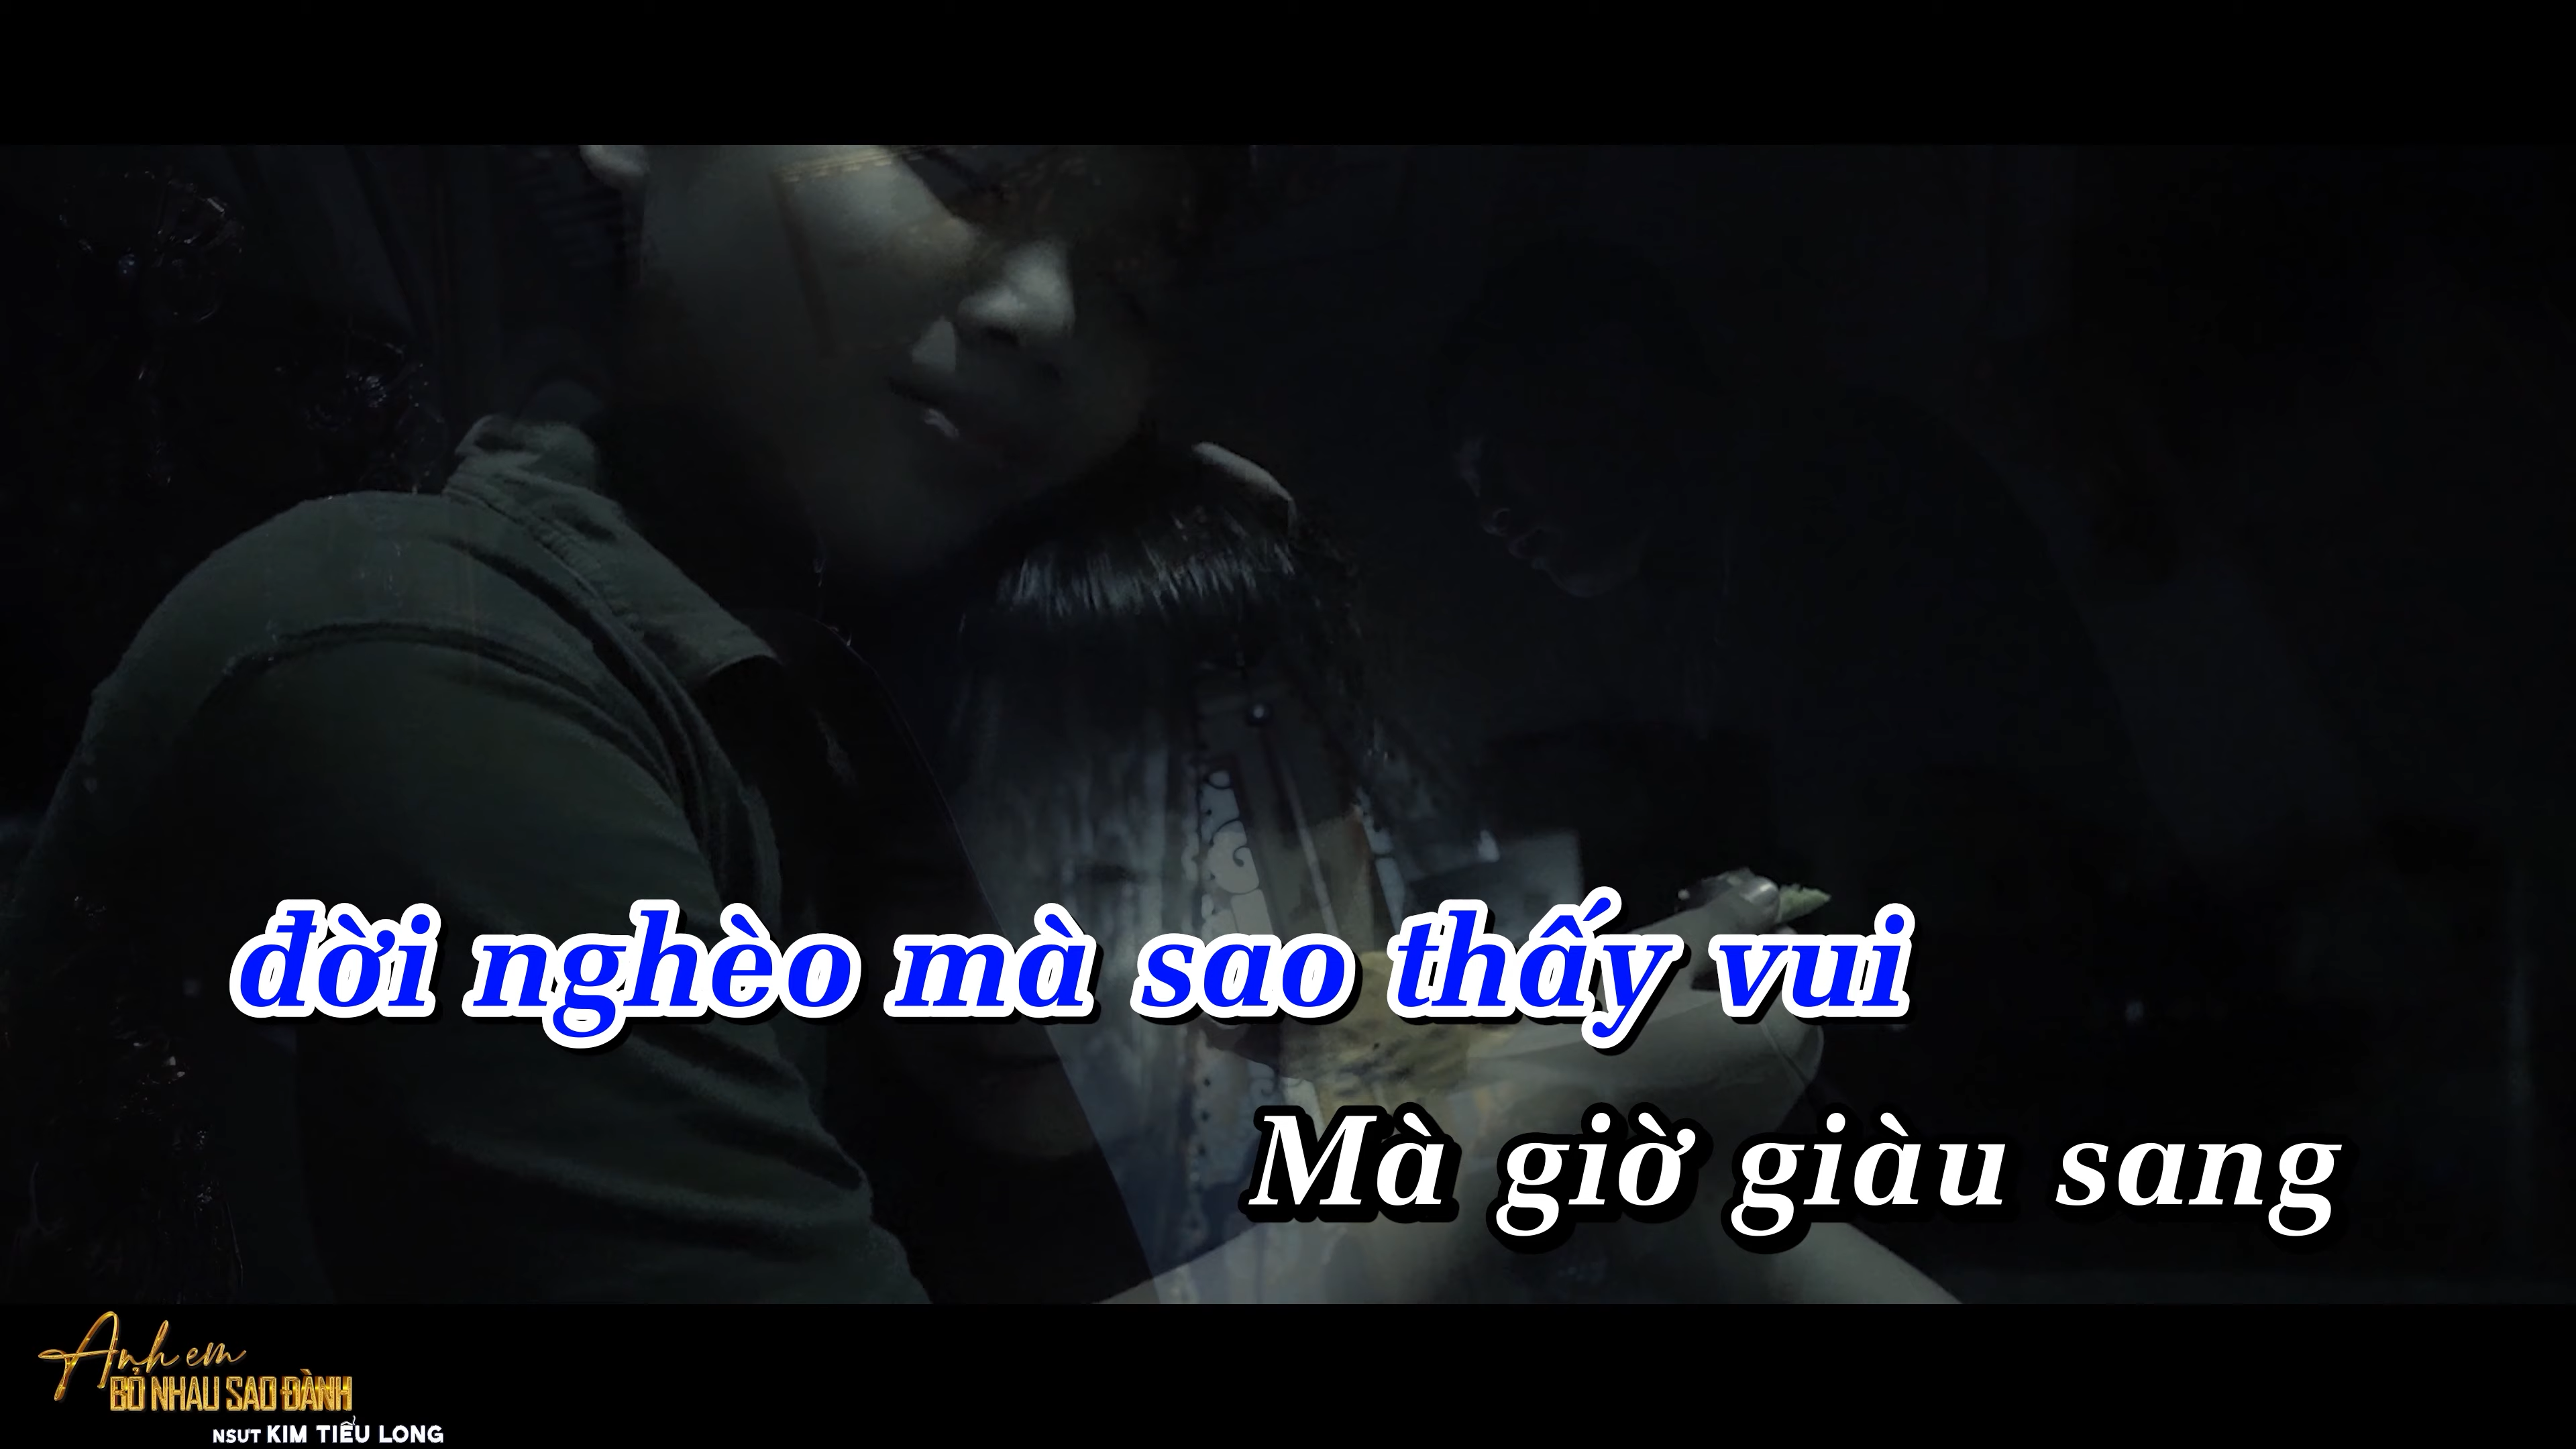 đời nghèo mà sao thấy vui
Mà giờ giàu sang
Anh em
BỎ NHAU SAO ĐÀNH
NSƯT KIM TIỂU LONG